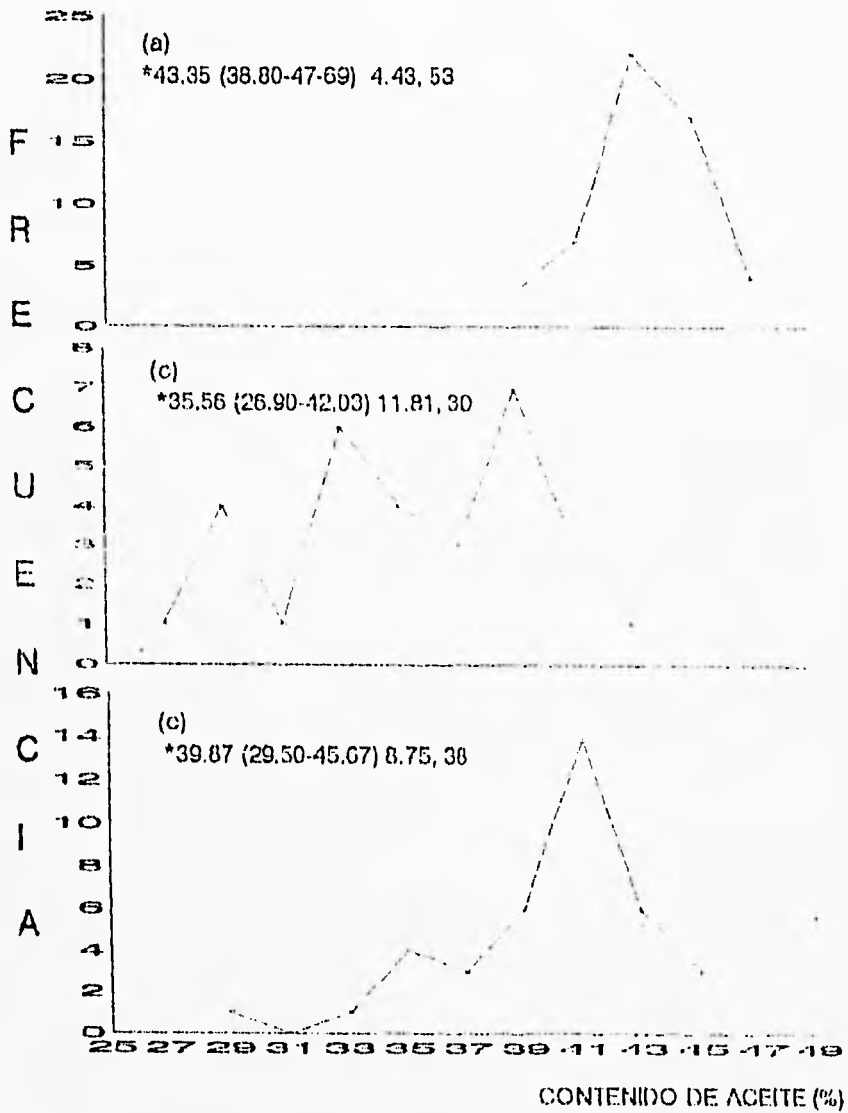 FRECUENCIA
25
(a)
*43.35 (38.80-47-69) 4.43, 53
20
15
10
5
0
8
(c)
*35.56 (26.90-42.03) 11.81, 30
7
6
5
4
3
2
1
0
16
(c)
*39.87 (29.50-45.67) 8.75, 38
14
12
10
8
6
4
2
0
25 27 29 31 33 35 37 39 41 43 45 47 49
CONTENIDO DE ACEITE (%)